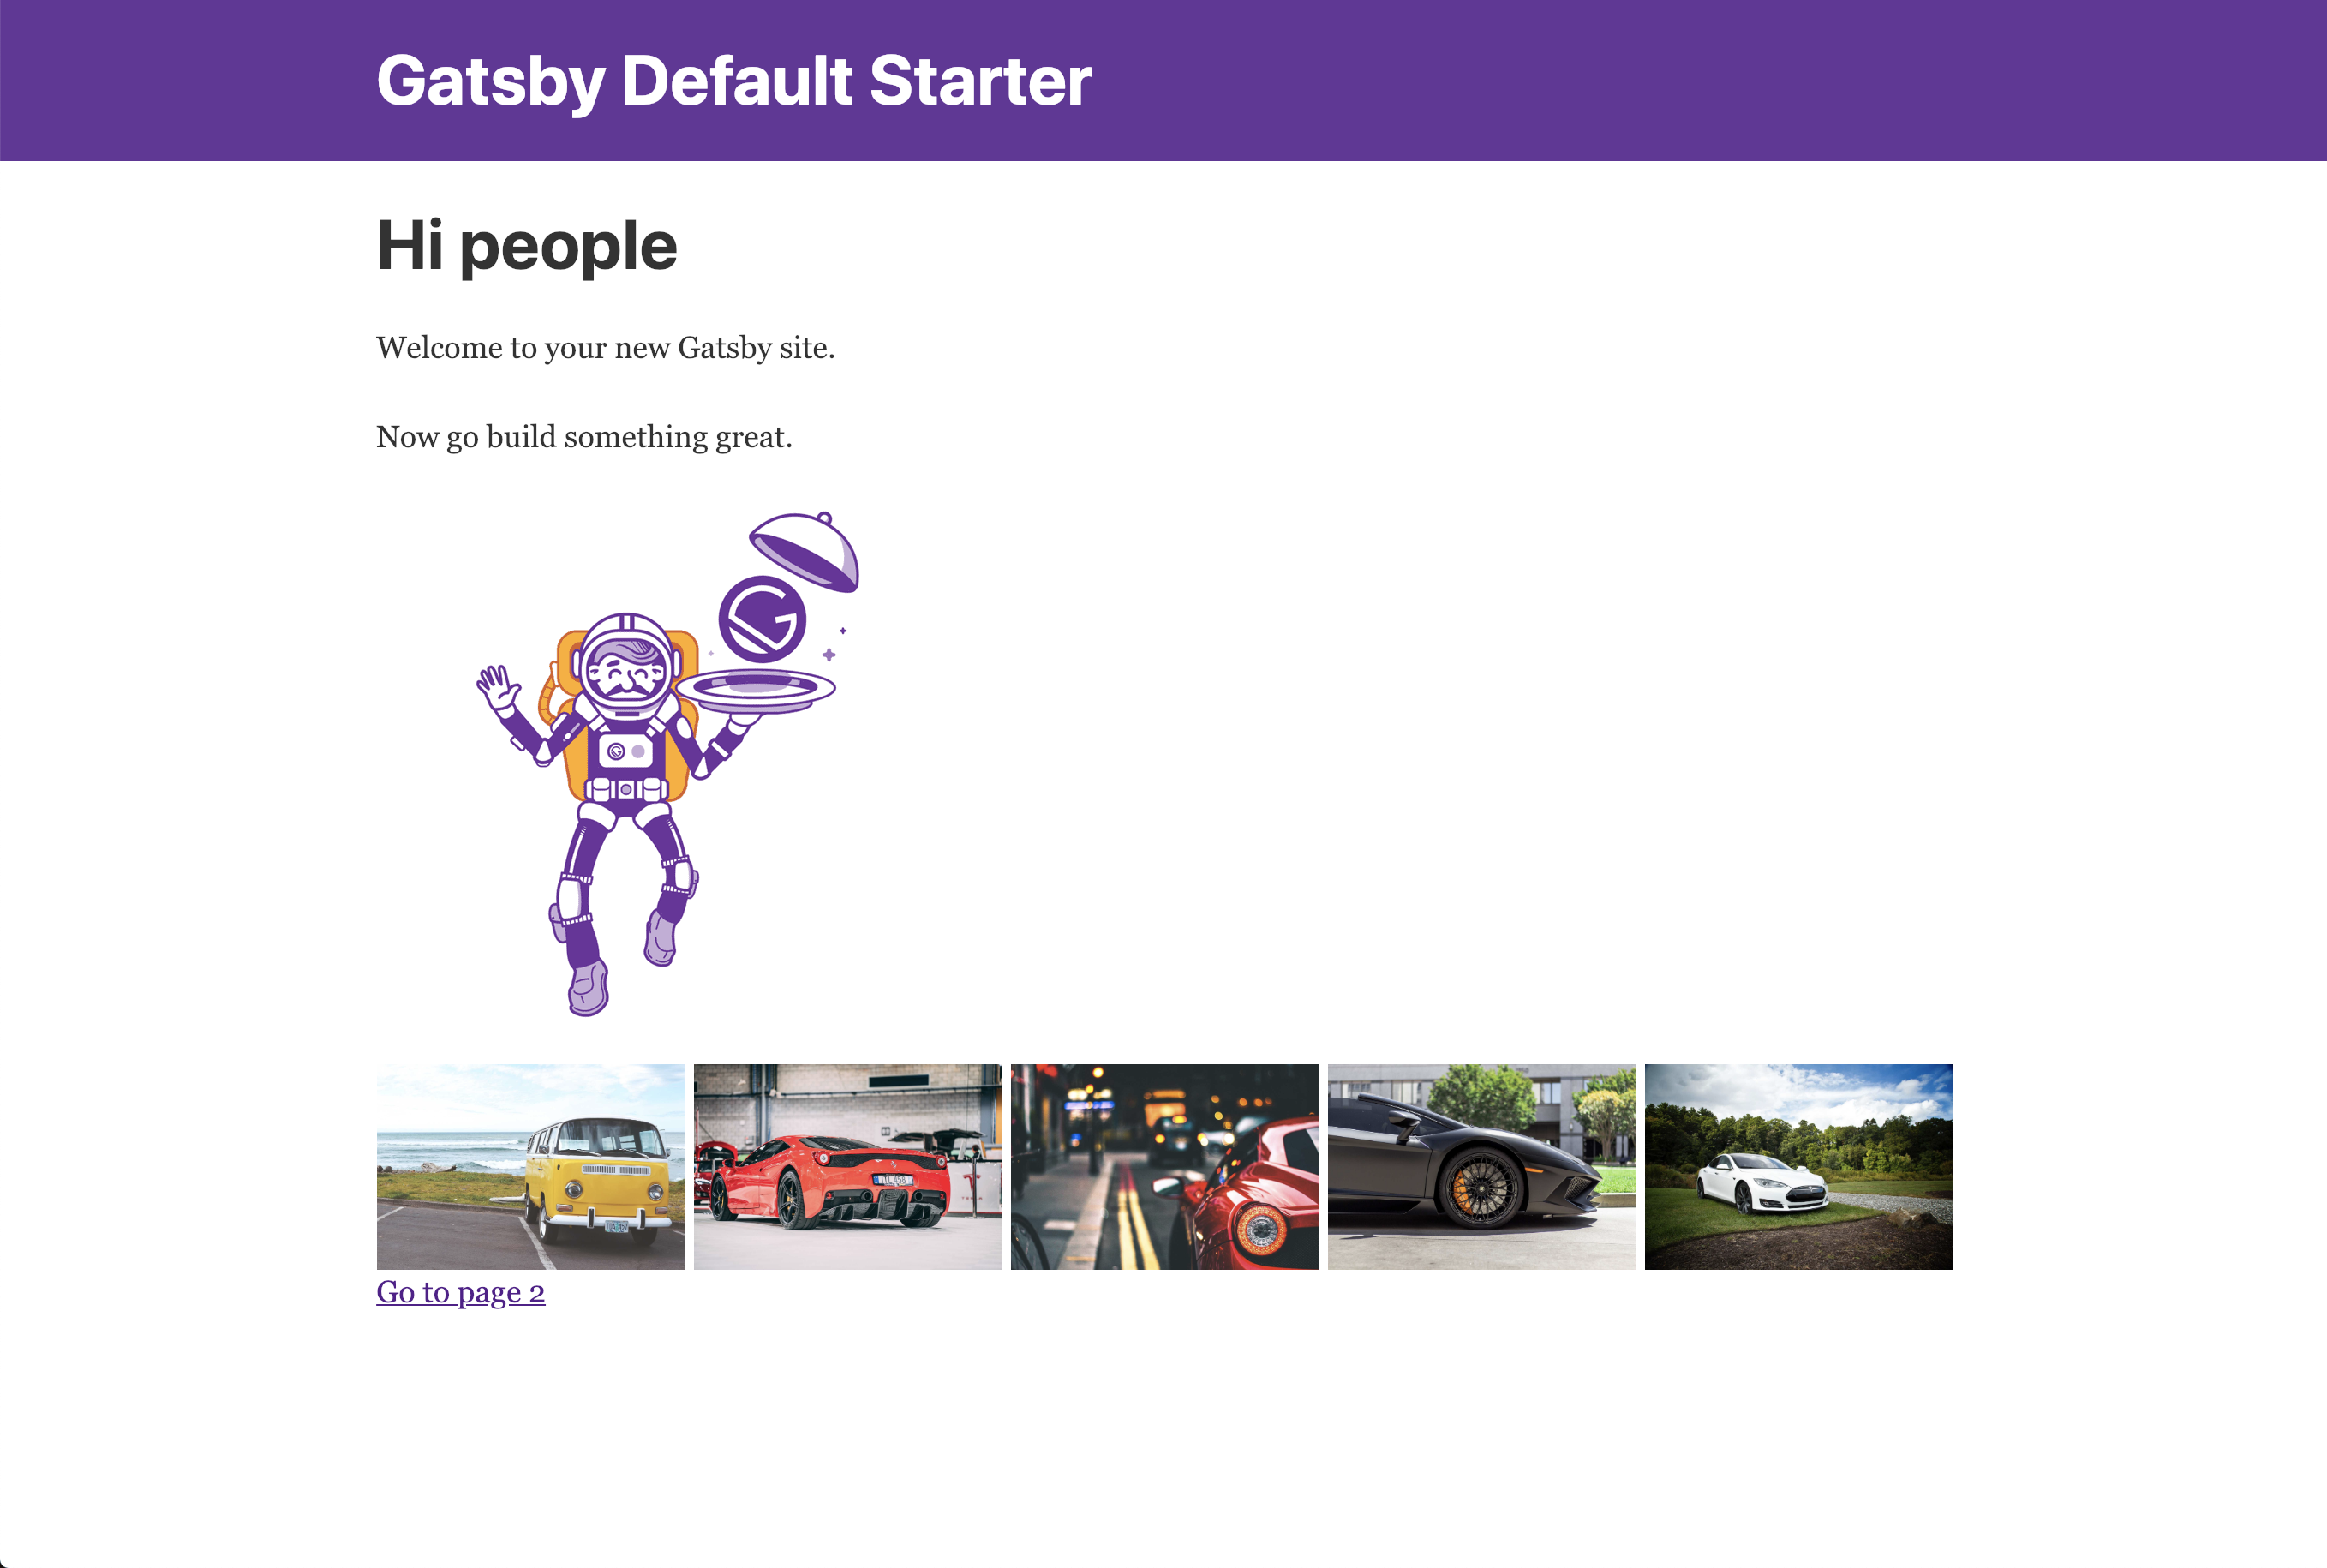 Gatsby Default Starter
Hi people
Welcome to your new Gatsby site.
Now go build something great.
Go to page 2